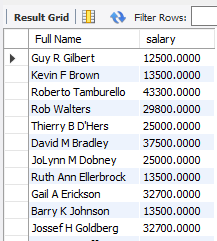 Result Grid Filter Rows:
Full Name salary
Guy R Gilbert 12500.0000
Kevin F Brown 13500.0000
Roberto Tamburello 43300.0000
Rob Walters 29800.0000
Thierry B D'Hers 25000.0000
David M Bradley 37500.0000
JoLynn M Dobney 25000.0000
Ruth Ann Ellerbrock 13500.0000
Gail A Erickson 32700.0000
Barry K Johnson 13500.0000
Jossef H Goldberg 32700.0000